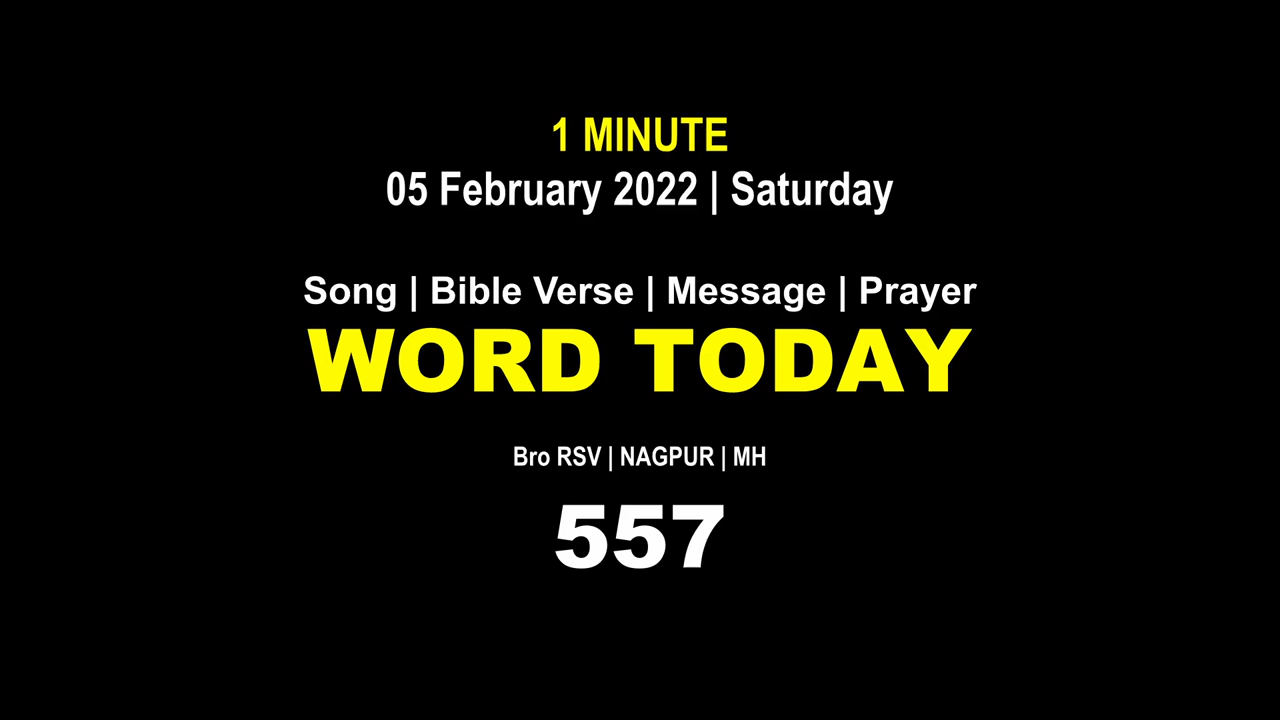 1 MINUTE
05 February 2022 | Saturday
Song | Bible Verse | Message | Prayer
WORD TODAY
Bro RSV | NAGPUR | MH
557